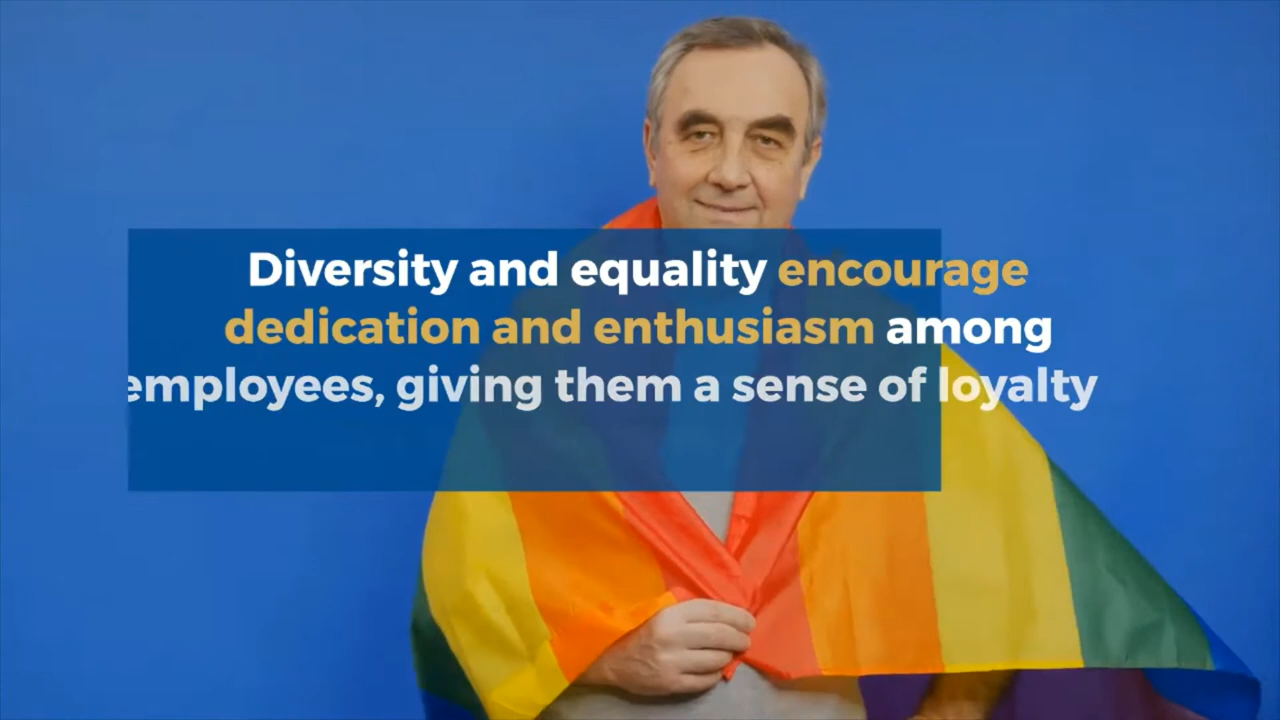 Diversity and equality encourage
dedication and enthusiasm among
employees, giving them a sense of loyalty